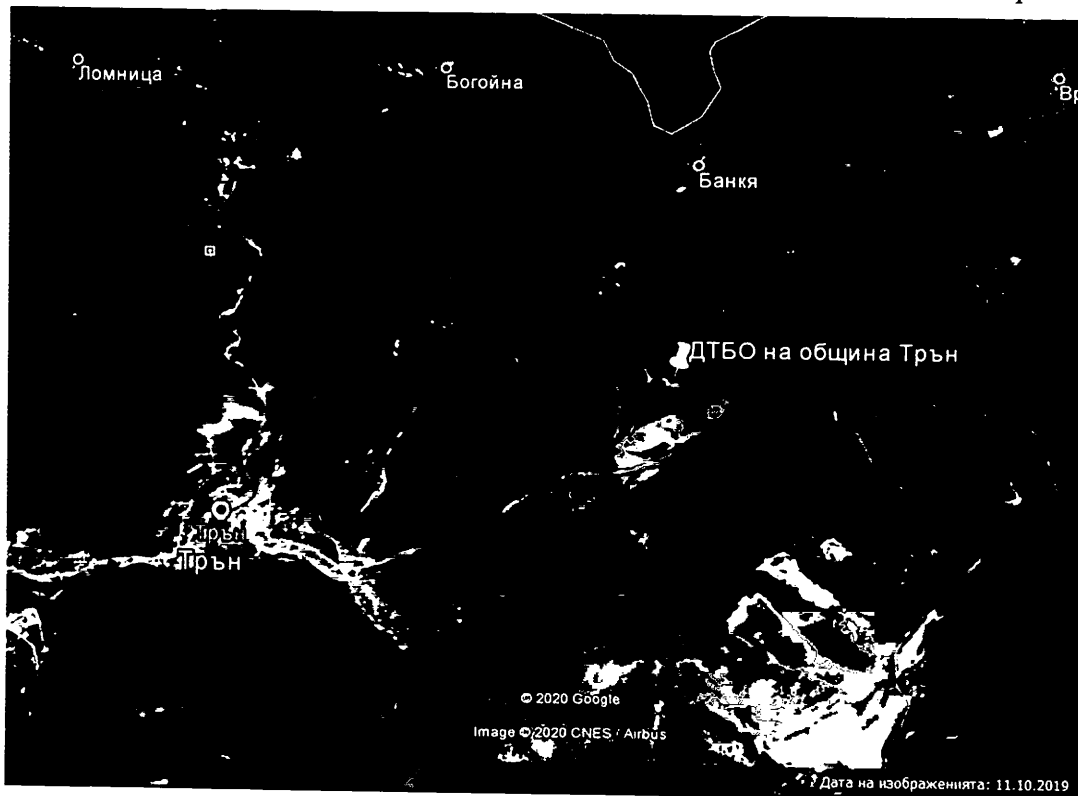 Ломница
Богойна
Вр
Банкя
ДТБО на община Трън
Трън
Трън
© 2020 Google
Image © 2020 CNES / Airbus
Дата на изображенията: 11.10.2019